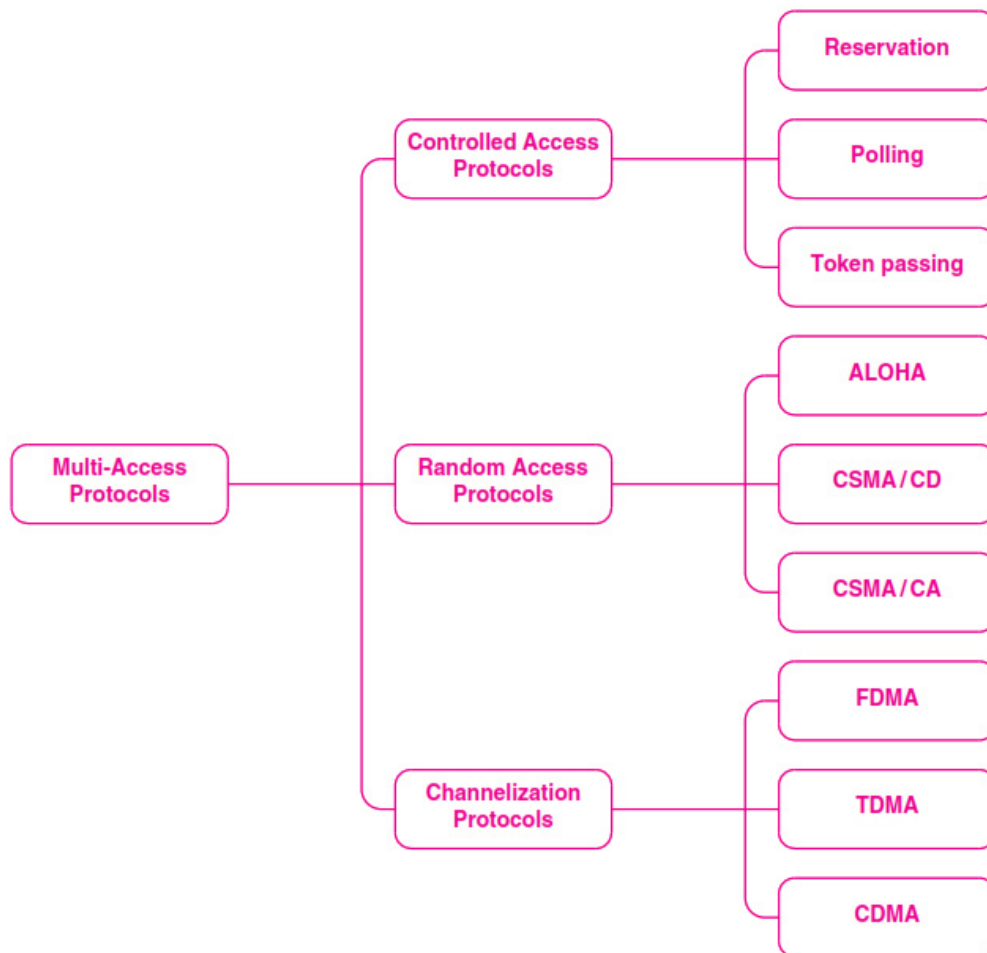 Reservation
Controlled Access
Protocols
Polling
Token passing
ALOHA
Multi-Access
Protocols
Random Access
Protocols
CSMA / CD
CSMA / CA
FDMA
Channelization
Protocols
TDMA
CDMA